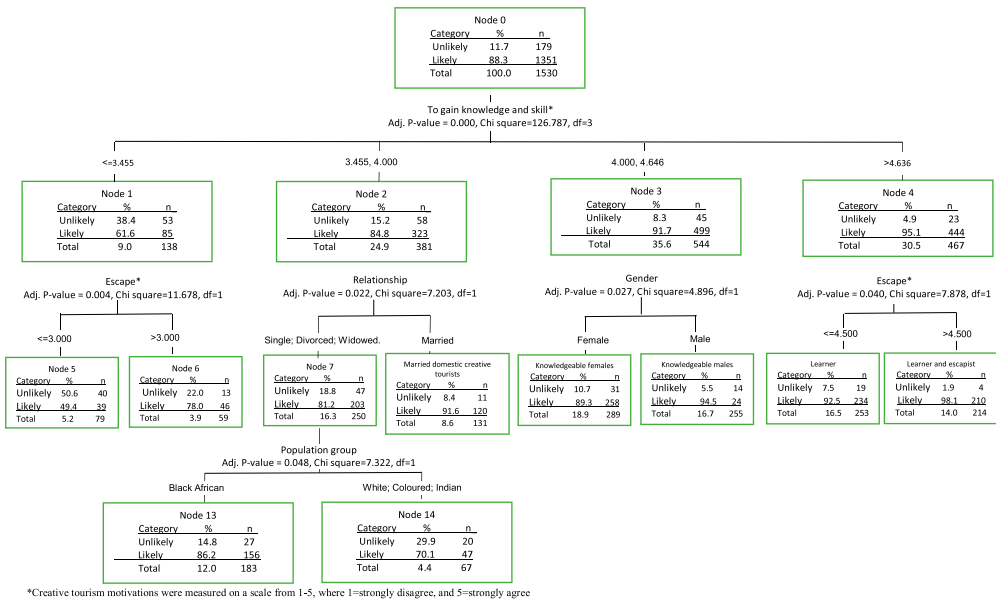 Node 0
Category % n
Unlikely 11.7 179
Likely 88.3 1351
Total 100.0 1530
To gain knowledge and skill*
Adj. P-value = 0.000, Chi square=126.787, df=3
<=3.455
3.455, 4.000
4.000, 4.646
>4.636
Node 1
Category % n
Unlikely 38.4 53
Likely 61.6 85
Total 9.0 138
Node 2
Category % n
Unlikely 15.2 58
Likely 84.8 323
Total 24.9 381
Node 3
Category % n
Unlikely 8.3 45
Likely 91.7 499
Total 35.6 544
Node 4
Category % n
Unlikely 4.9 23
Likely 95.1 444
Total 30.5 467
Escape*
Adj. P-value = 0.004, Chi square=11.678, df=1
Relationship
Adj. P-value = 0.022, Chi square=7.203, df=1
Gender
Adj. P-value = 0.027, Chi square=4.896, df=1
Escape*
Adj. P-value = 0.040, Chi square=7.878, df=1
<=3.000
>3.000
Single; Divorced; Widowed.
Married
Female
Male
<=4.500
>4.500
Node 5
Category % n
Unlikely 50.6 40
Likely 49.4 39
Total 5.2 79
Node 6
Category % n
Unlikely 22.0 13
Likely 78.0 46
Total 3.9 59
Node 7
Category % n
Unlikely 18.8 47
Likely 81.2 203
Total 16.3 250
Married domestic creative
tourists
Category % n
Unlikely 8.4 11
Likely 91.6 120
Total 8.6 131
Knowledgeable females
Category % n
Unlikely 10.7 31
Likely 89.3 258
Total 18.9 289
Knowledgeable males
Category % n
Unlikely 5.5 14
Likely 94.5 24
Total 16.7 255
Learner
Category % n
Unlikely 7.5 19
Likely 92.5 234
Total 16.5 253
Learner and escapist
Category % n
Unlikely 1.9 4
Likely 98.1 210
Total 14.0 214
Population group
Adj. P-value = 0.048, Chi square=7.322, df=1
Black African
White; Coloured; Indian
Node 13
Category % n
Unlikely 14.8 27
Likely 86.2 156
Total 12.0 183
Node 14
Category % n
Unlikely 29.9 20
Likely 70.1 47
Total 4.4 67
*Creative tourism motivations were measured on a scale from 1-5, where 1=strongly disagree, and 5=strongly agree